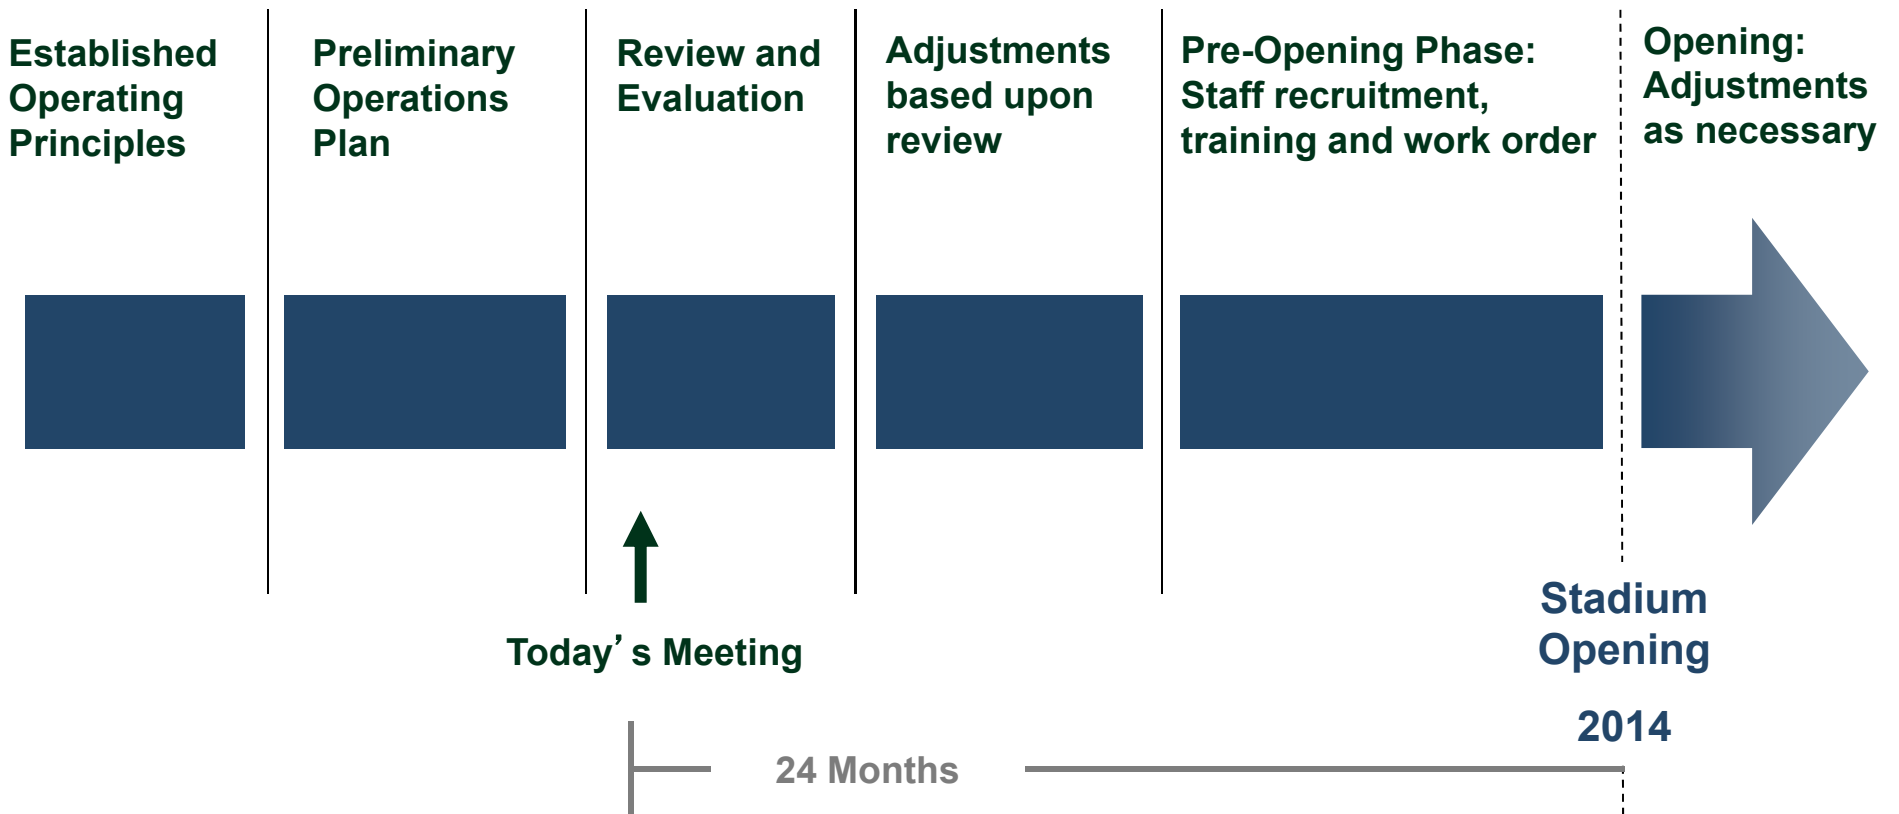 Established
Operating
Principles
Preliminary
Operations
Plan
Review and
Evaluation
Adjustments
based upon
review
Pre-Opening Phase:
Staff recruitment,
training and work order
Opening:
Adjustments
as necessary
Today’s Meeting
Stadium
Opening
2014
24 Months